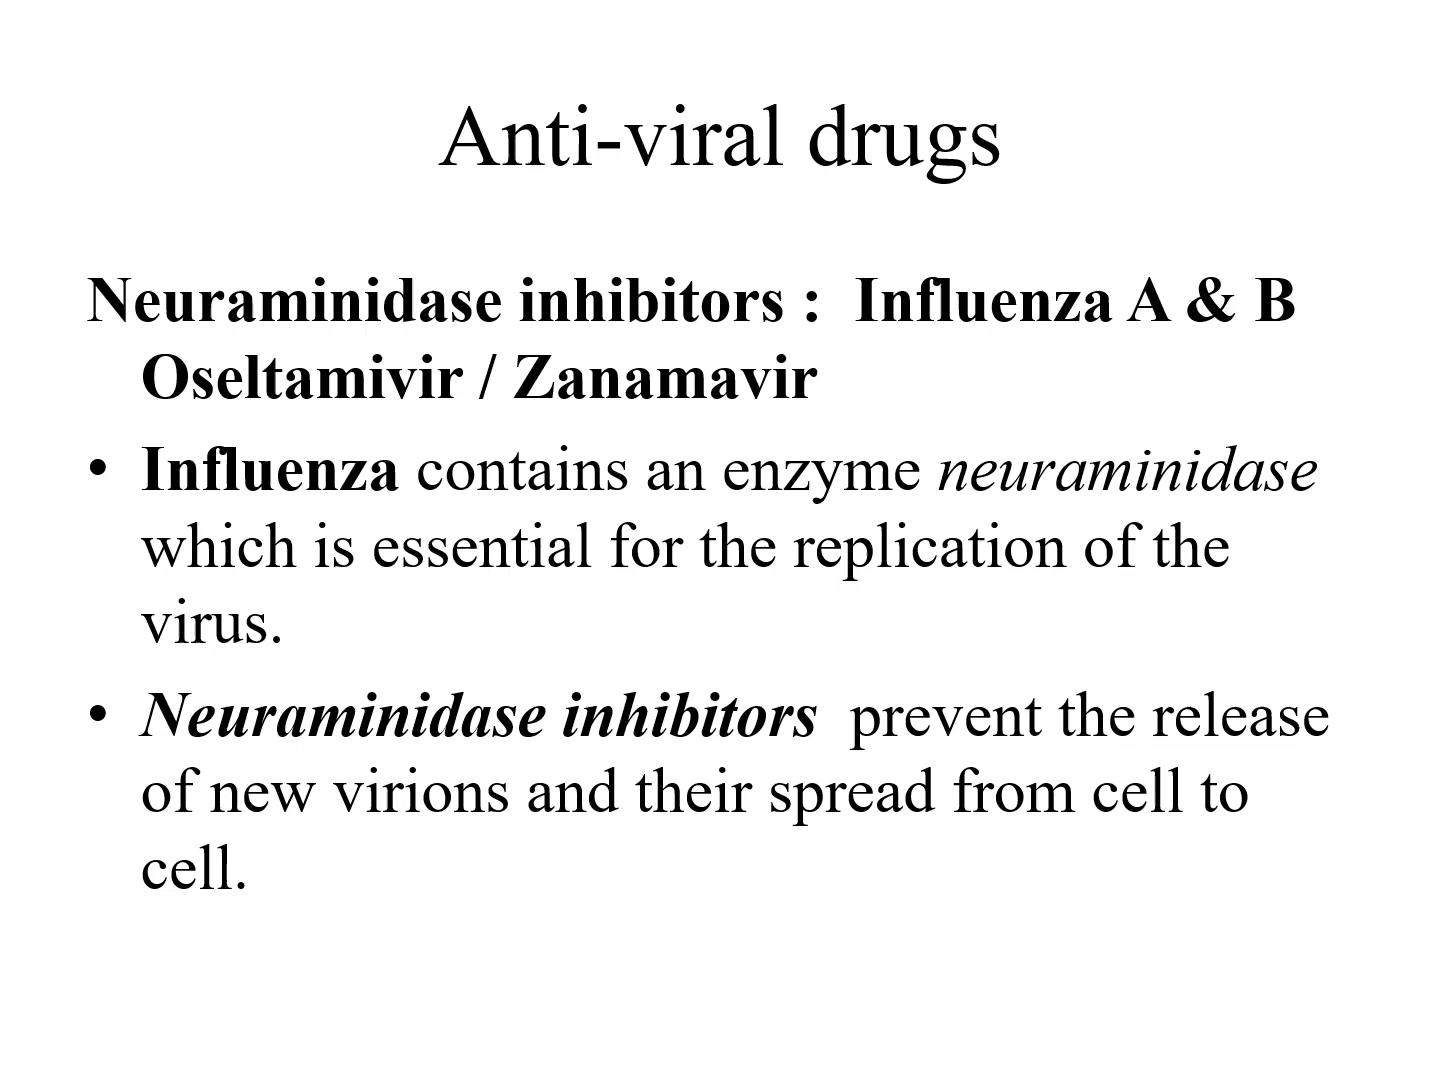 Anti-viral drugs
Neuraminidase inhibitors :  Influenza A & B
Oseltamivir / Zanamavir
• Influenza contains an enzyme neuraminidase
which is essential for the replication of the
virus.
• Neuraminidase inhibitors  prevent the release
of new virions and their spread from cell to
cell.